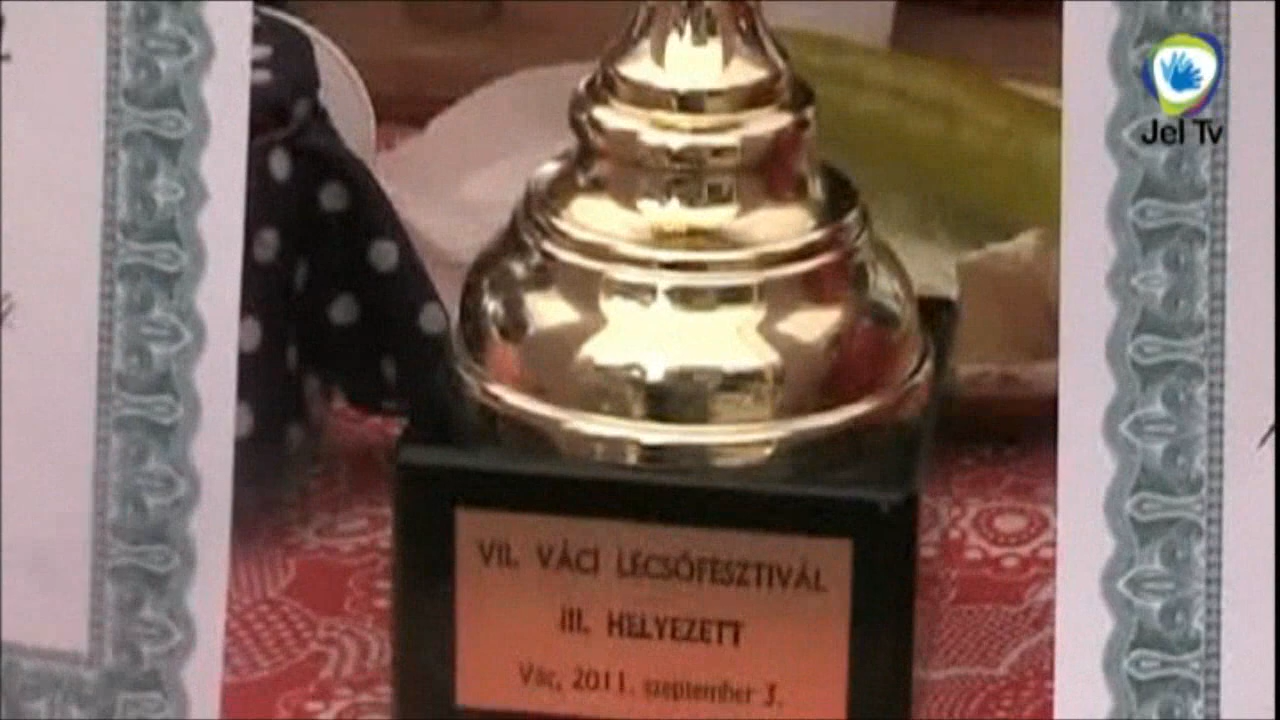 Jel Tv
VII. VÁCI LECSÓFESZTIVÁL
III. HELYEZETT
Vác, 2011. szeptember 3.